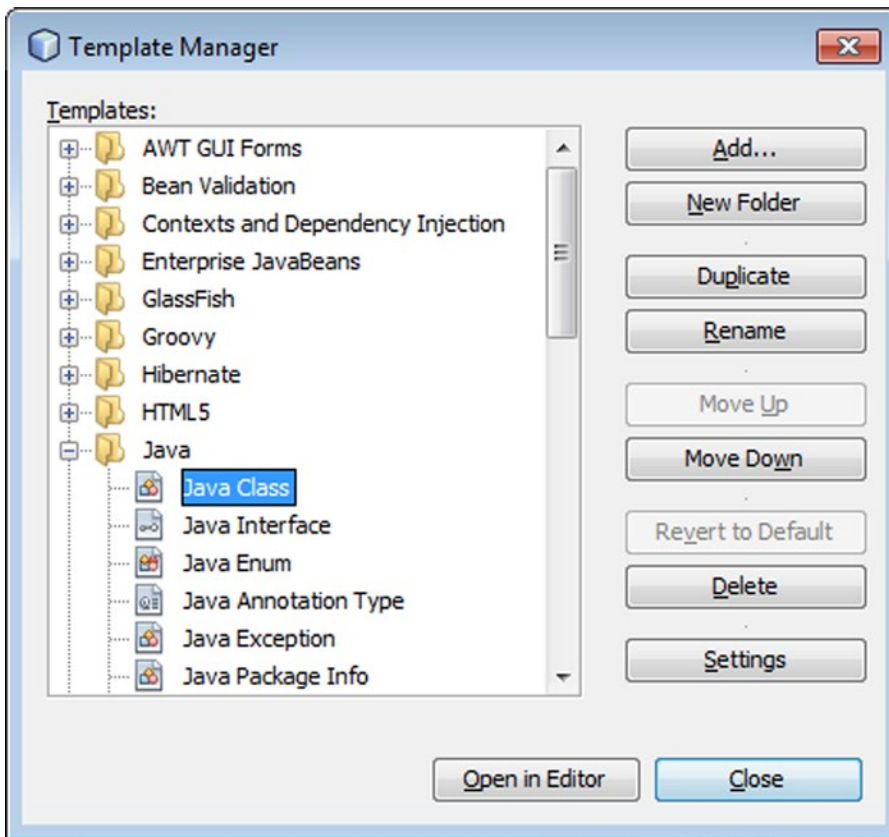 Template Manager
Templates:
AWT GUI Forms
Bean Validation
Contexts and Dependency Injection
Enterprise JavaBeans
GlassFish
Groovy
Hibernate
HTML5
Java
Java Class
Java Interface
Java Enum
Java Annotation Type
Java Exception
Java Package Info
Add...
New Folder
Duplicate
Rename
Move Up
Move Down
Revert to Default
Delete
Settings
Open in Editor
Close